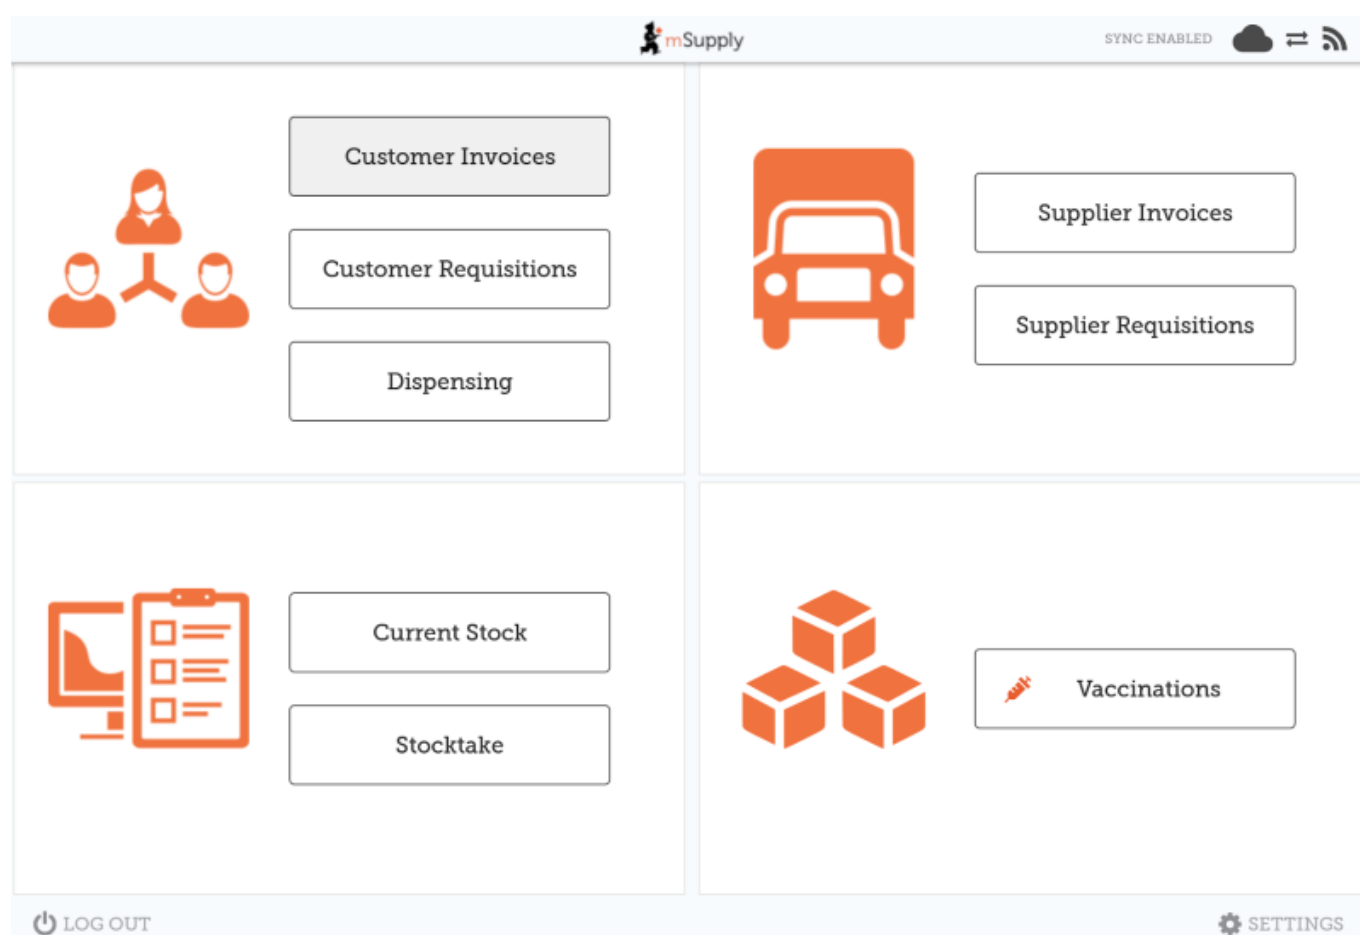 mSupply
SYNC ENABLED
Customer Invoices
Customer Requisitions
Dispensing
Supplier Invoices
Supplier Requisitions
Current Stock
Stocktake
Vaccinations
LOG OUT
SETTINGS